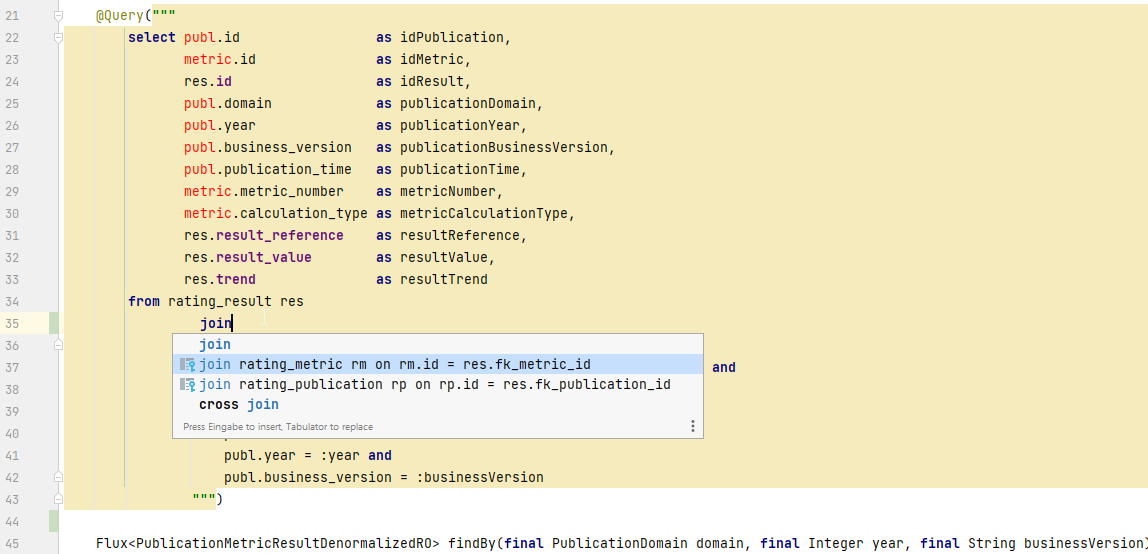 21 @Query("""
22 select publ.id as idPublication,
23 metric.id as idMetric,
24 res.id as idResult,
25 publ.domain as publicationDomain,
26 publ.year as publicationYear,
27 publ.business_version as publicationBusinessVersion,
28 publ.publication_time as publicationTime,
29 metric.metric_number as metricNumber,
30 metric.calculation_type as metricCalculationType,
31 res.result_reference as resultReference,
32 res.result_value as resultValue,
33 res.trend as resultTrend
34 from rating_result res
35 join
36 join
37 join rating_metric rm on rm.id = res.fk_metric_id and
38 join rating_publication rp on rp.id = res.fk_publication_id
39 cross join
40 Press Eingabe to insert, Tabulator to replace
41 publ.year = :year and
42 publ.business_version = :businessVersion
43 """)
44
45 Flux<PublicationMetricResultDenormalizedRO> findBy(final PublicationDomain domain, final Integer year, final String businessVersion